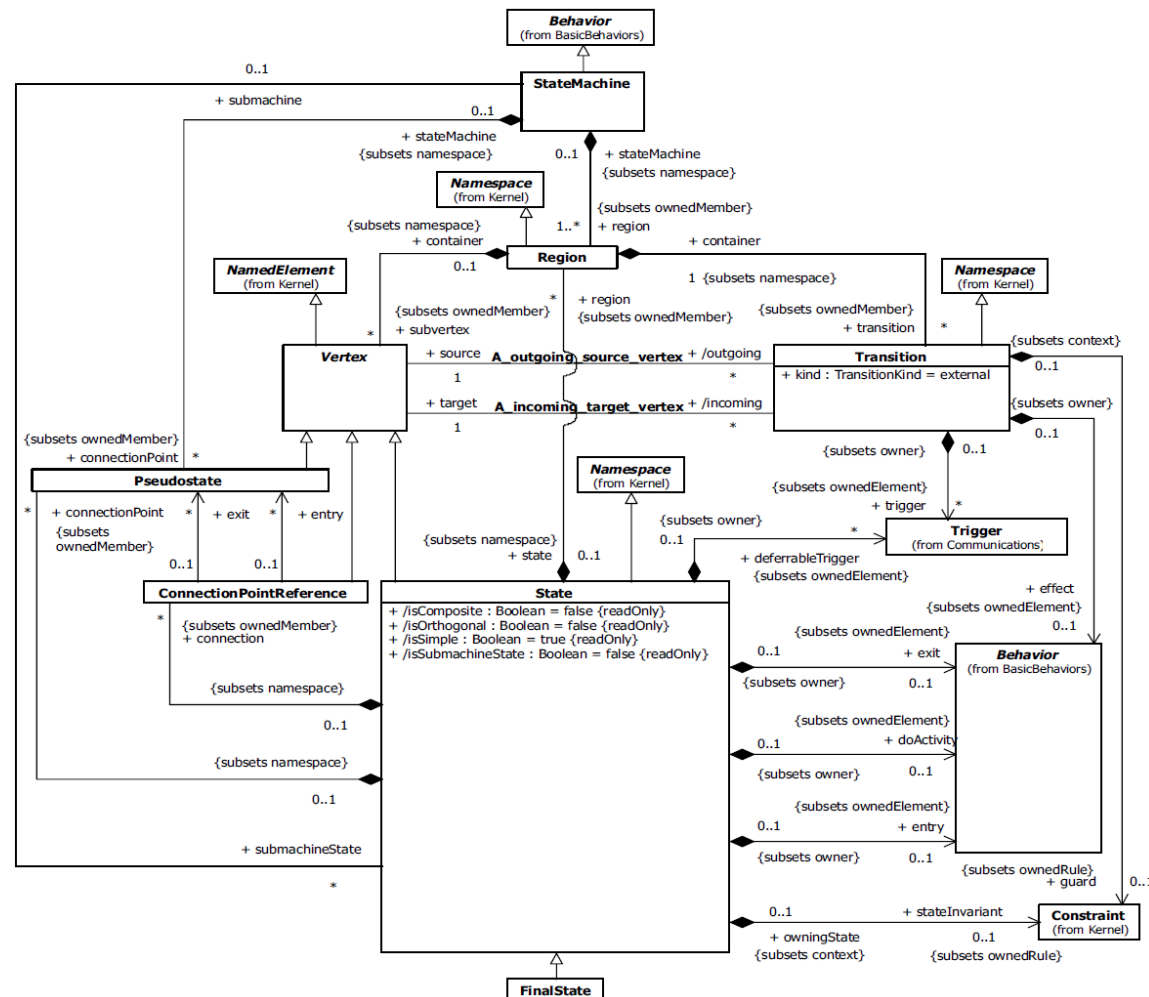 Behavior
(from BasicBehaviors)
0..1
StateMachine
+ submachine
0..1
+ stateMachine
{subsets namespace}
0..1
+ stateMachine
{subsets namespace}
Namespace
(from Kernel)
{subsets namespace}
+ container
0..1
{subsets ownedMember}
1..*
+ region
Region
+ container
1 {subsets namespace}
NamedElement
(from Kernel)
Namespace
(from Kernel)
{subsets ownedMember}
+ subvertex
*
*
+ region
{subsets ownedMember}
{subsets ownedMember}
+ transition
*
Vertex
+ source
A_outgoing_source_vertex
+ /outgoing
1
*
+ target
A_incoming_target_vertex
+ /incoming
1
*
Transition
+ kind : TransitionKind = external
{subsets context}
0..1
{subsets owner}
0..1
{subsets owner}
0..1
{subsets ownedMember}
+ connectionPoint
*
Pseudostate
Namespace
(from Kernel)
{subsets ownedElement}
+ trigger
*
*
+ connectionPoint
{subsets
ownedMember}
*
+ exit
*
+ entry
{subsets owner}
0..1
*
Trigger
(from Communications)
{subsets namespace}
+ state
0..1
+ deferrableTrigger
{subsets ownedElement}
0..1
0..1
ConnectionPointReference
State
+ /isComposite : Boolean = false {readOnly}
+ /isOrthogonal : Boolean = false {readOnly}
+ /isSimple : Boolean = true {readOnly}
+ /isSubmachineState : Boolean = false {readOnly}
+ effect
{subsets ownedElement}
0..1
*
{subsets ownedMember}
+ connection
{subsets ownedElement}
0..1
+ exit
{subsets owner}
0..1
Behavior
(from BasicBehaviors)
{subsets namespace}
0..1
{subsets ownedElement}
0..1
+ doActivity
{subsets owner}
0..1
{subsets namespace}
0..1
{subsets ownedElement}
0..1
+ entry
{subsets owner}
0..1
+ submachineState
*
{subsets ownedRule}
+ guard
0..1
0..1
+ stateInvariant
+ owningState
0..1
{subsets context}
{subsets ownedRule}
Constraint
(from Kernel)
FinalState